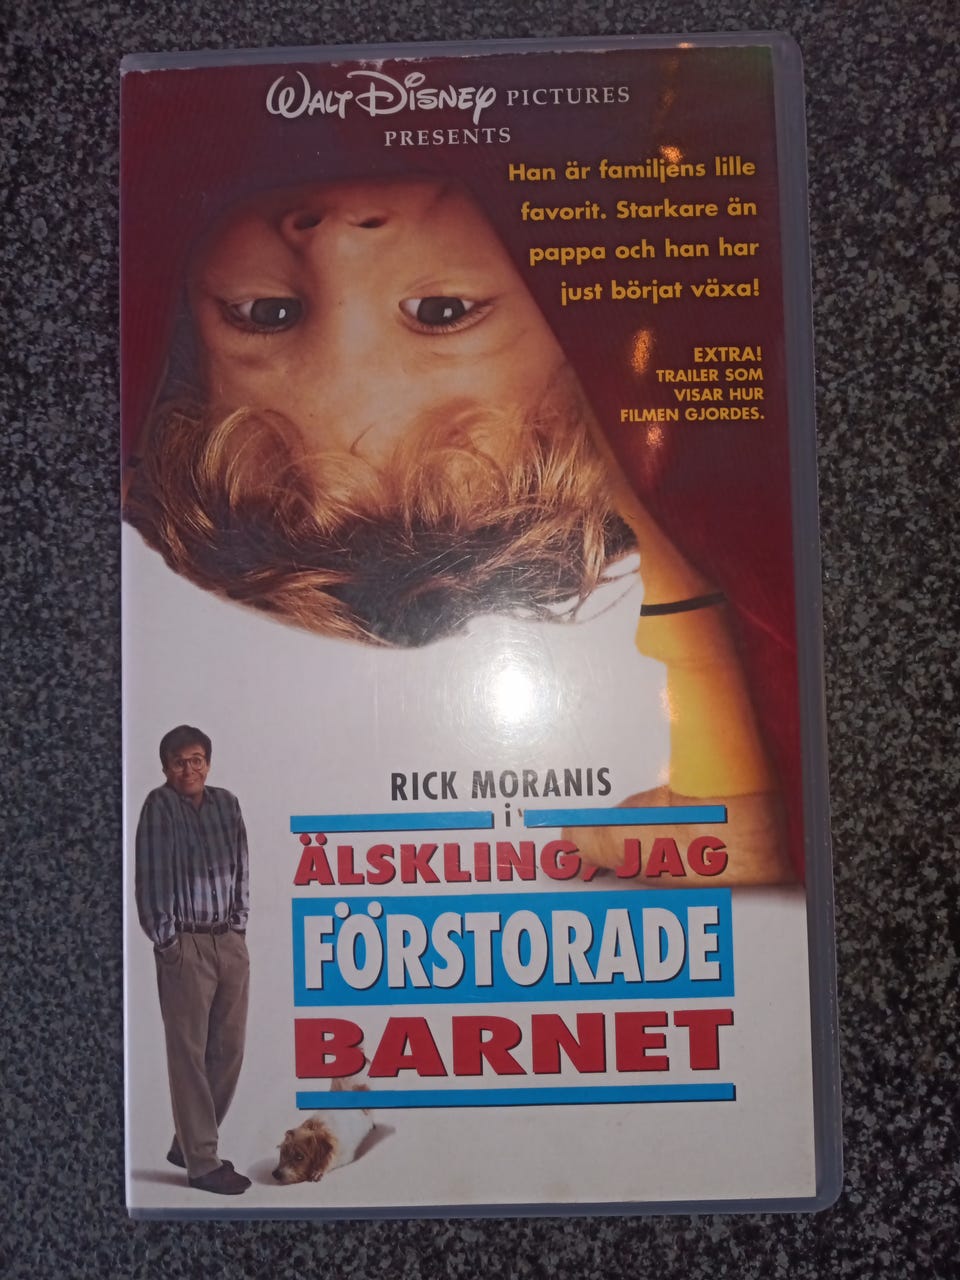 WALT DISNEY PICTURES
PRESENTS
Han är familjens lille
favorit. Starkare än
pappa och han har
just börjat växa!
EXTRA!
TRAILER SOM
VISAR HUR
FILMEN GJORDES.
RICK MORANIS
i
ÄLSKLING, JAG
FÖRSTORADE
BARNET